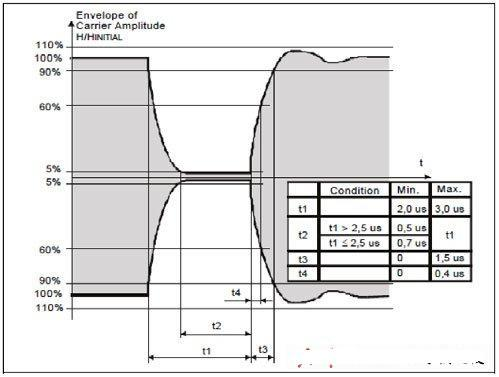 Envelope of
Carrier Amplitude
H/HINITIAL
110%
100%
90%
60%
5%
5%
60%
90%
100%
110%
t
t4
t2
t1
t3
Condition Min. Max.
t1 2,0 us 3,0 us
t2 t1 > 2,5 us 0,5 us t1
t1 ≤ 2,5 us 0,7 us
t3 0 1,5 us
t4 0 0,4 us